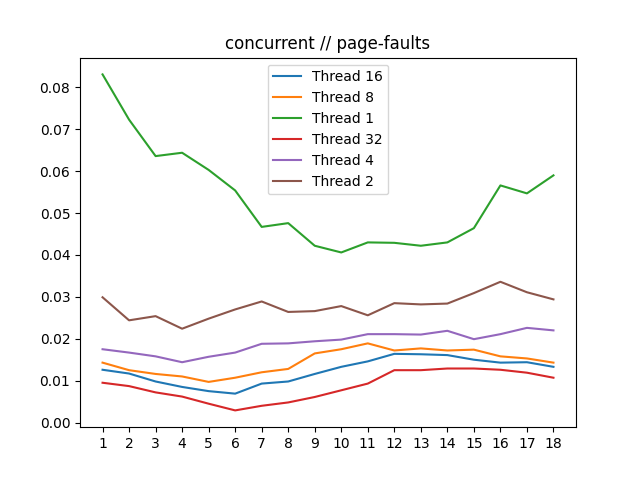 concurrent // page-faults
Thread 16
Thread 8
Thread 1
Thread 32
Thread 4
Thread 2
0.08
0.07
0.06
0.05
0.04
0.03
0.02
0.01
0.00
1 2 3 4 5 6 7 8 9 10 11 12 13 14 15 16 17 18